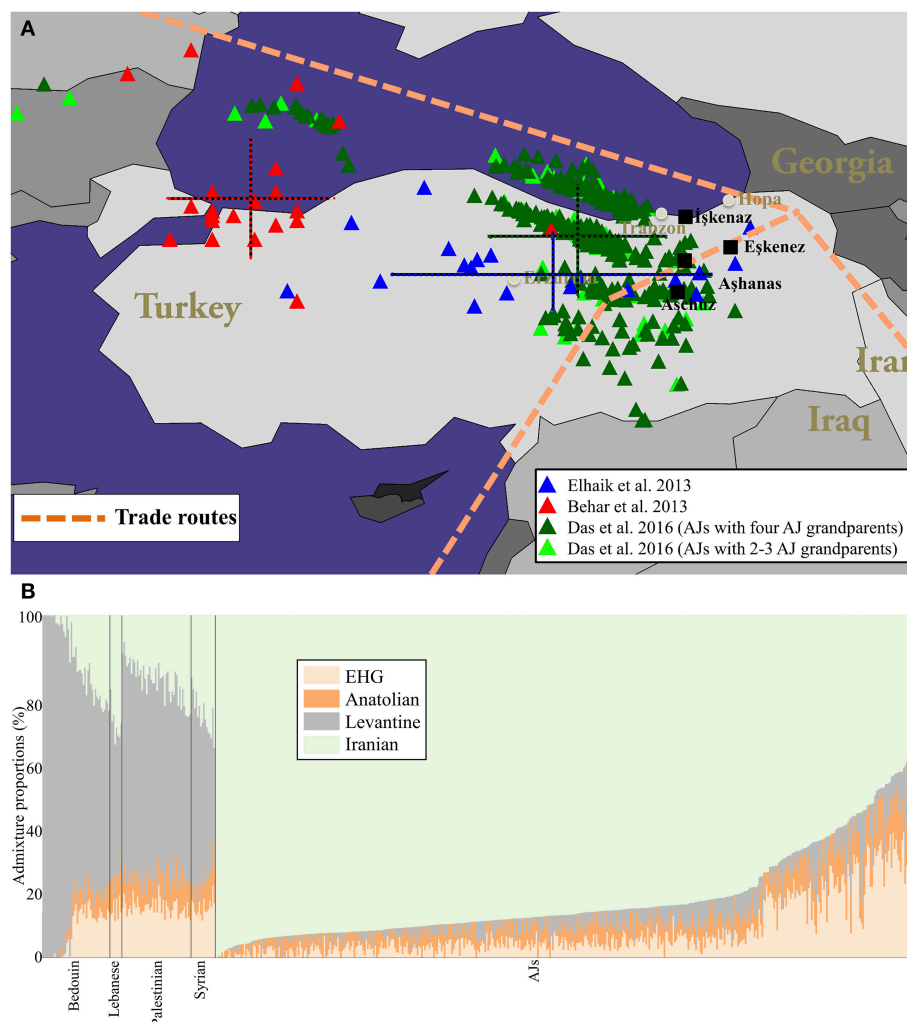 A
Georgia
Hopa
İşkenaz
Trabzon
Eşkenez
Aşhanas
Aschuz
Turkey
Iran
Iraq
Trade routes
Elhaik et al. 2013
Behar et al. 2013
Das et al. 2016 (AJs with four AJ grandparents)
Das et al. 2016 (AJs with 2-3 AJ grandparents)
B
Admixture proportions (%)
100
80
60
40
20
0
EHG
Anatolian
Levantine
Iranian
Bedouin
Lebanese
Palestinian
Syrian
AJs